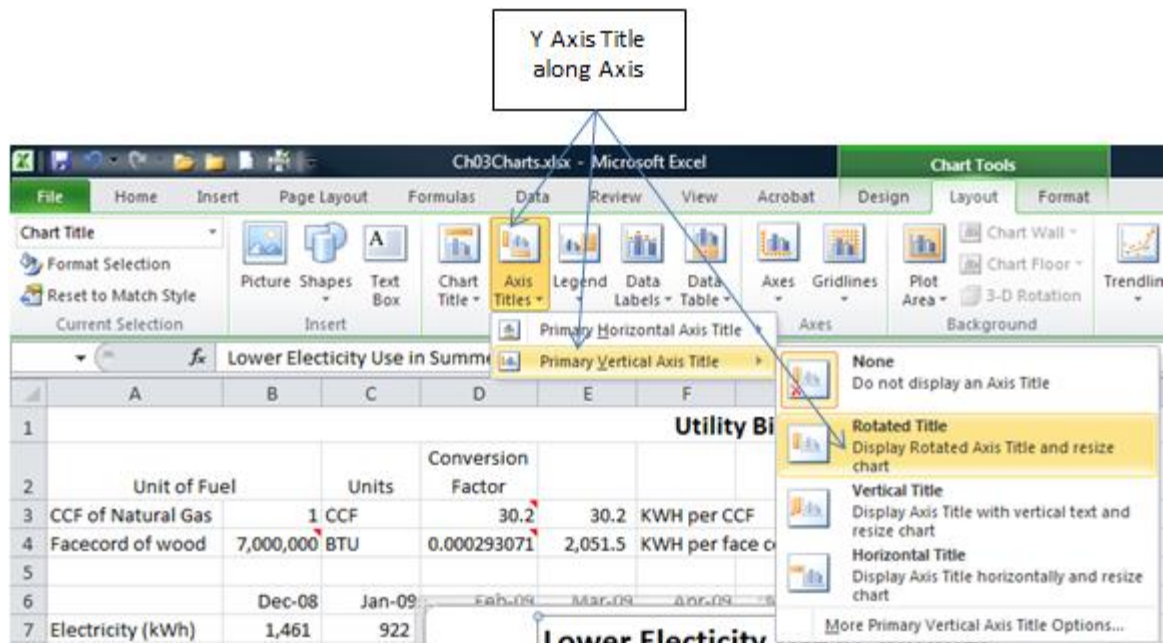 Y Axis Title
along Axis
Ch03Charts.xlsx - Microsoft Excel
Chart Tools
File Home Insert Page Layout Formulas Data Review View Acrobat Design Layout Format
Chart Title
Format Selection
Reset to Match Style
Current Selection
Picture Shapes Text Box
Insert
Chart Title Axis Titles Legend Data Labels Data Table
Axes Gridlines
Axes
Plot Area
Chart Wall
Chart Floor
3-D Rotation
Background
Primary Horizontal Axis Title
Primary Vertical Axis Title
fx Lower Electicity Use in Summe
None
Do not display an Axis Title
Rotated Title
Display Rotated Axis Title and resize
chart
Vertical Title
Display Axis Title with vertical text and
resize chart
Horizontal Title
Display Axis Title horizontally and resize
chart
More Primary Vertical Axis Title Options...
A B C D E F
1 Utility Bi
Conversion
2 Unit of Fuel Units Factor
3 CCF of Natural Gas 1 CCF 30.2 30.2 KWH per CCF
4 Facecord of wood 7,000,000 BTU 0.000293071 2,051.5 KWH per face c
5
6 Dec-08 Jan-09 Feb-09 Mar-09 Apr-09
7 Electricity (kWh) 1,461 922
Lower Electicity